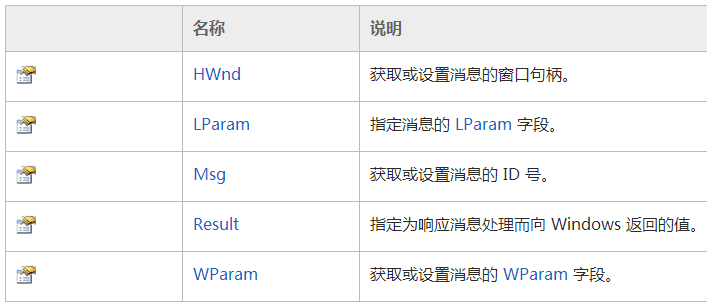 名称 说明
HWnd 获取或设置消息的窗口句柄。
LParam 指定消息的 LParam 字段。
Msg 获取或设置消息的 ID 号。
Result 指定为响应消息处理而向 Windows 返回的值。
WParam 获取或设置消息的 WParam 字段。